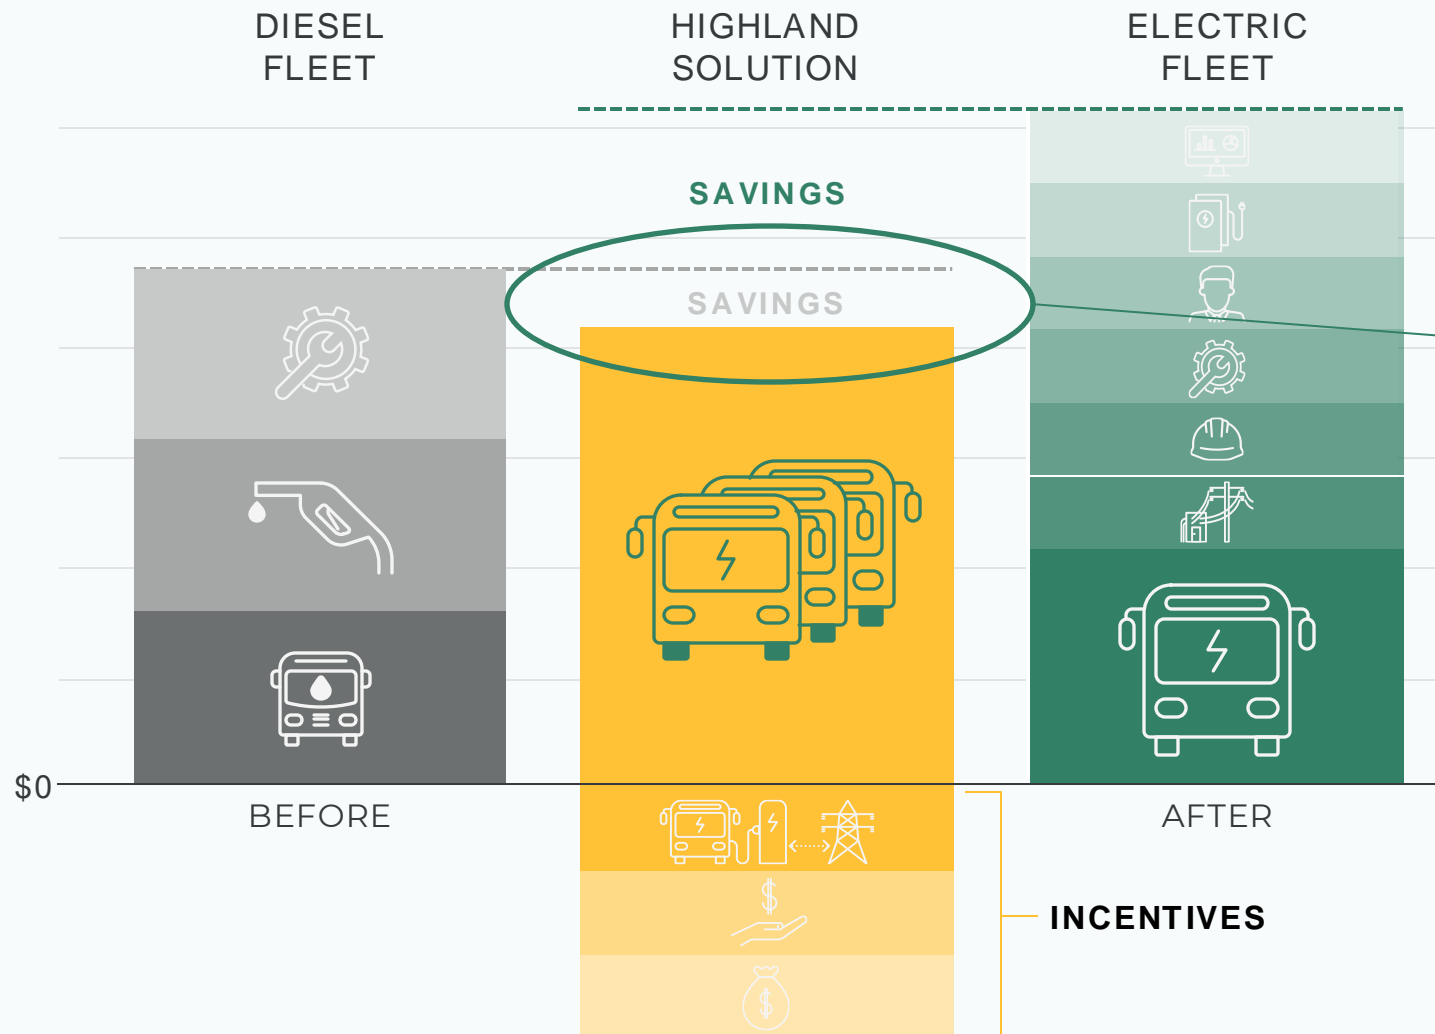 DIESEL
FLEET
HIGHLAND
SOLUTION
ELECTRIC
FLEET
SAVINGS
SAVINGS
$0
BEFORE
AFTER
INCENTIVES